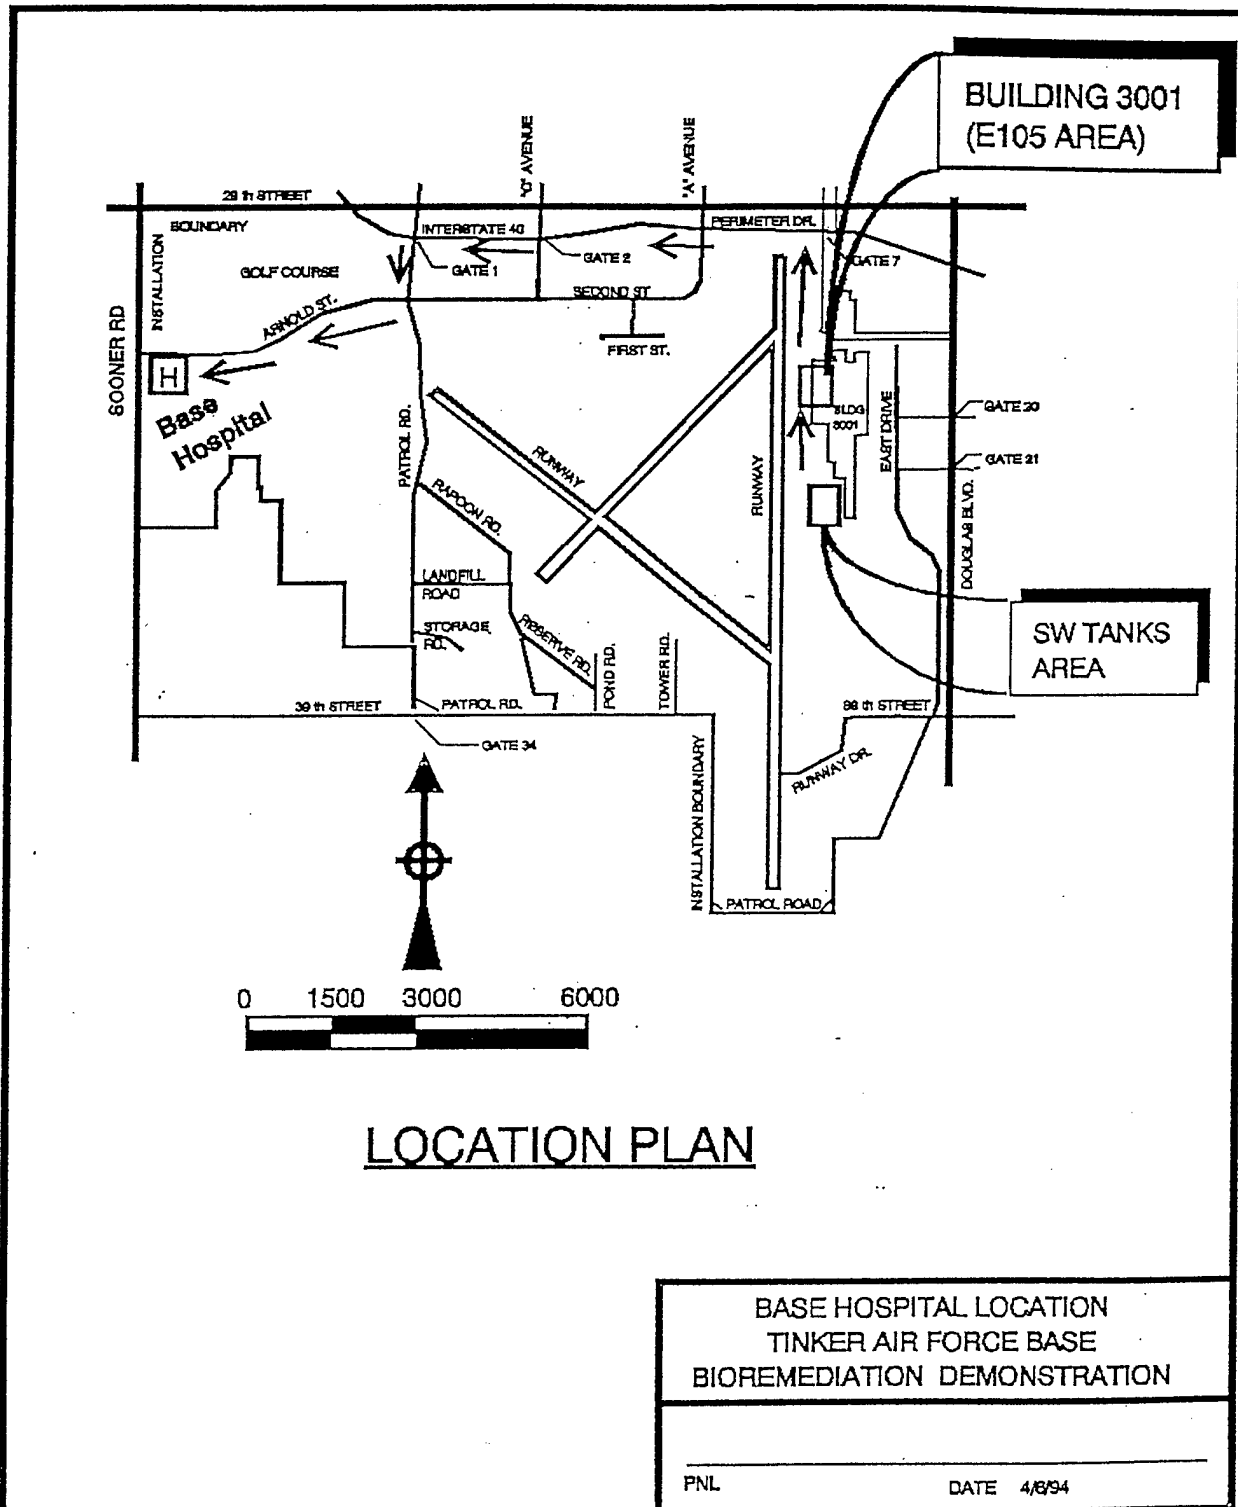 BUILDING 3001
(E105 AREA)
"C" AVENUE
"A" AVENUE
29 th STREET
BOUNDARY
INTERSTATE 40
PERIMETER DR.
INSTALLATION
GATE 1
GATE 2
GATE 7
GOLF COURSE
SECOND ST
ARNOLD ST.
SOONER RD
FIRST ST.
H
Base
Hospital
PATROL RD.
BLDG
3001
EAST DRIVE
GATE 20
RUNWAY
RUNWAY
GATE 21
RAPCON RD.
DOUGLAS BLVD.
LANDFILL
ROAD
STORAGE
RD.
RESERVE RD.
POND RD.
TOWER RD.
SW TANKS
AREA
39 th STREET
PATROL RD.
59 th STREET
GATE 34
RUNWAY DR.
INSTALLATION BOUNDARY
PATROL ROAD
0 1500 3000 6000
LOCATION PLAN
BASE HOSPITAL LOCATION
TINKER AIR FORCE BASE
BIOREMEDIATION DEMONSTRATION
PNL DATE 4/6/94